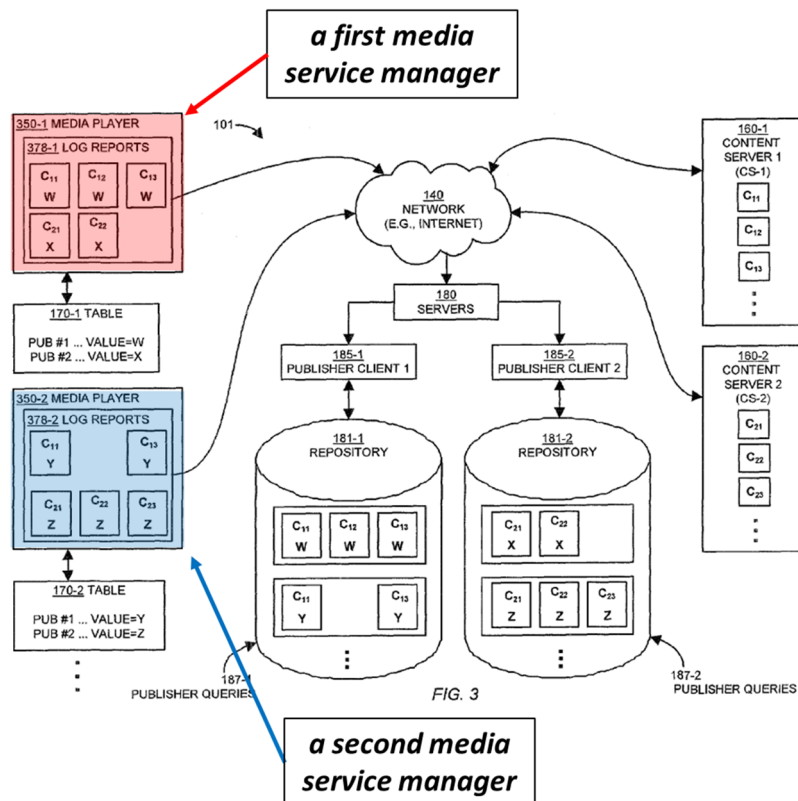 a first media
service manager
350-1 MEDIA PLAYER
378-1 LOG REPORTS
C11 C12 C13
W W W
C21 C22
X X
101
140
NETWORK
(E.G., INTERNET)
160-1
CONTENT
SERVER 1
(CS-1)
C11
C12
C13
170-1 TABLE
PUB #1 ... VALUE=W
PUB #2 ... VALUE=X
180
SERVERS
185-1
PUBLISHER CLIENT 1
185-2
PUBLISHER CLIENT 2
160-2
CONTENT
SERVER 2
(CS-2)
C21
C22
C23
350-2 MEDIA PLAYER
378-2 LOG REPORTS
C11 C13
Y Y
C21 C22 C23
Z Z Z
181-1
REPOSITORY
C11 C12 C13
W W W
C11 C13
Y Y
181-2
REPOSITORY
C21 C22
X X
C21 C22 C23
Z Z Z
170-2 TABLE
PUB #1 ... VALUE=Y
PUB #2 ... VALUE=Z
187-1
PUBLISHER QUERIES
FIG. 3
187-2
PUBLISHER QUERIES
a second media
service manager